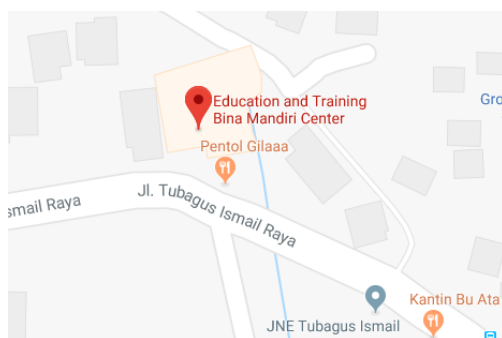 Education and Training
Bina Mandiri Center
Gro
Pentol Gilaaa
Jl. Tubagus Ismail Raya
smail Raya
Kantin Bu Ata
JNE Tubagus Ismail